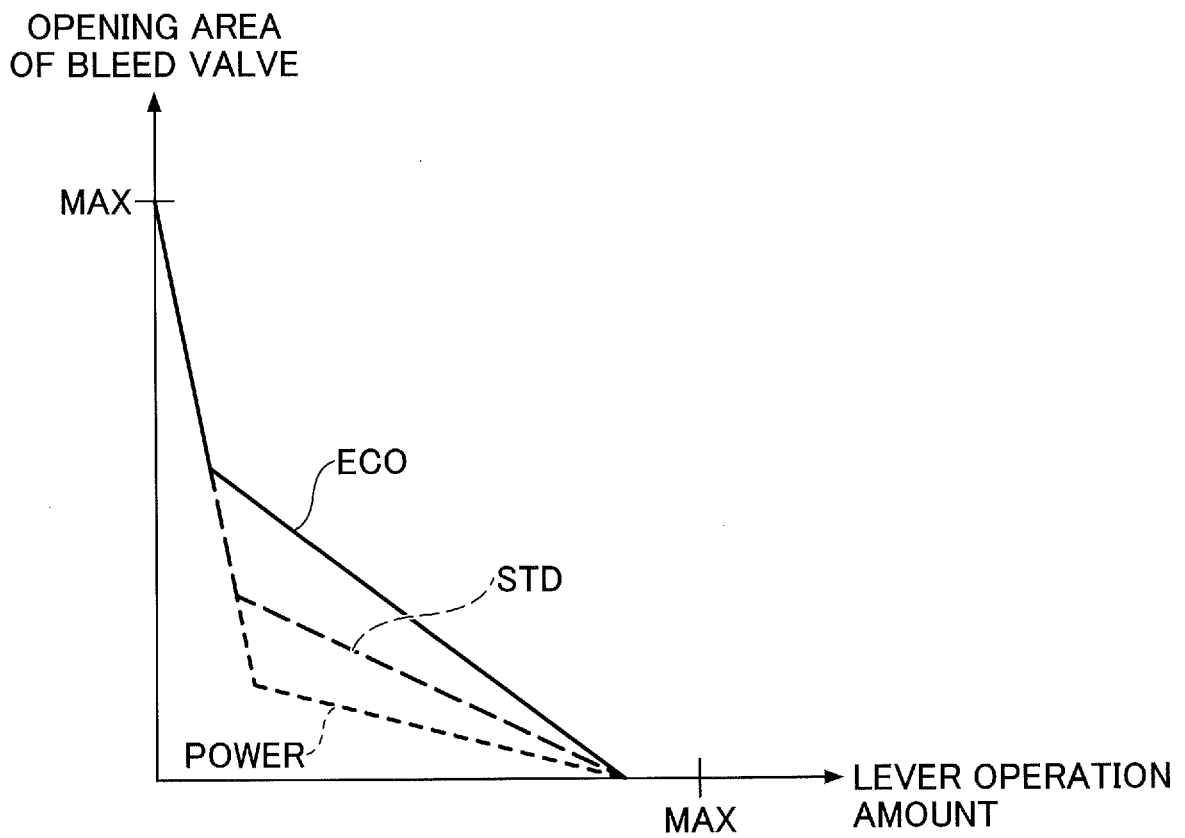 OPENING AREA
OF BLEED VALVE
MAX
ECO
STD
POWER
LEVER OPERATION
AMOUNT
MAX